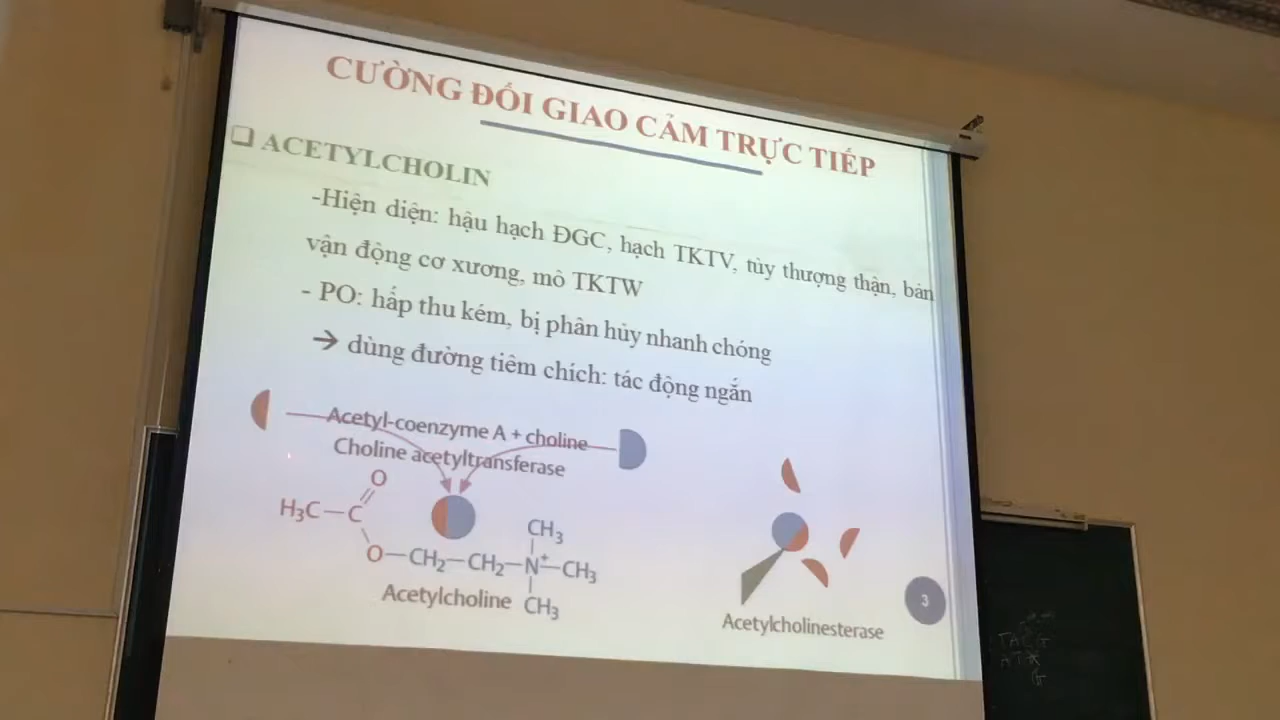 CƯỜNG ĐỐI GIAO CẢM TRỰC TIẾP
❑ ACETYLCHOLIN
-Hiện diện: hậu hạch ĐGC, hạch TKTV, tủy thượng thận, bản
vận động cơ xương, mô TKTW
- PO: hấp thu kém, bị phân hủy nhanh chóng
→ dùng đường tiêm chích: tác động ngắn
Acetyl-coenzyme A + choline
Choline acetyltransferase
O
H₃C—C
CH₃
O—CH₂—CH₂—N⁺—CH₃
CH₃
Acetylcholine
Acetylcholinesterase
3